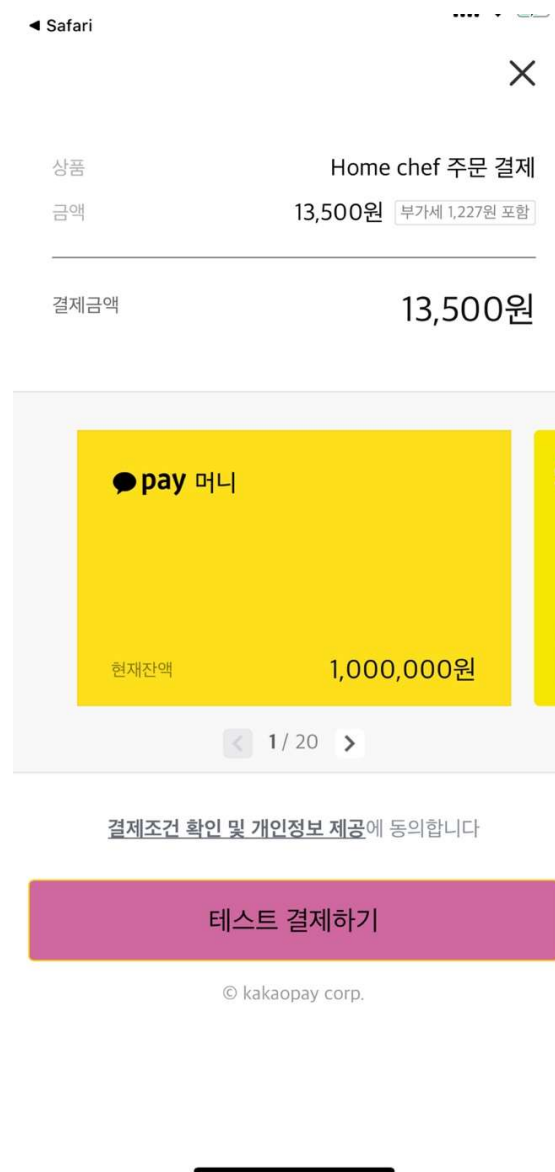 ◀ Safari
상품 Home chef 주문 결제
금액 13,500원 부가세 1,227원 포함
결제금액 13,500원
pay 머니
현재잔액 1,000,000원
1 / 20
결제조건 확인 및 개인정보 제공에 동의합니다
테스트 결제하기
© kakaopay corp.